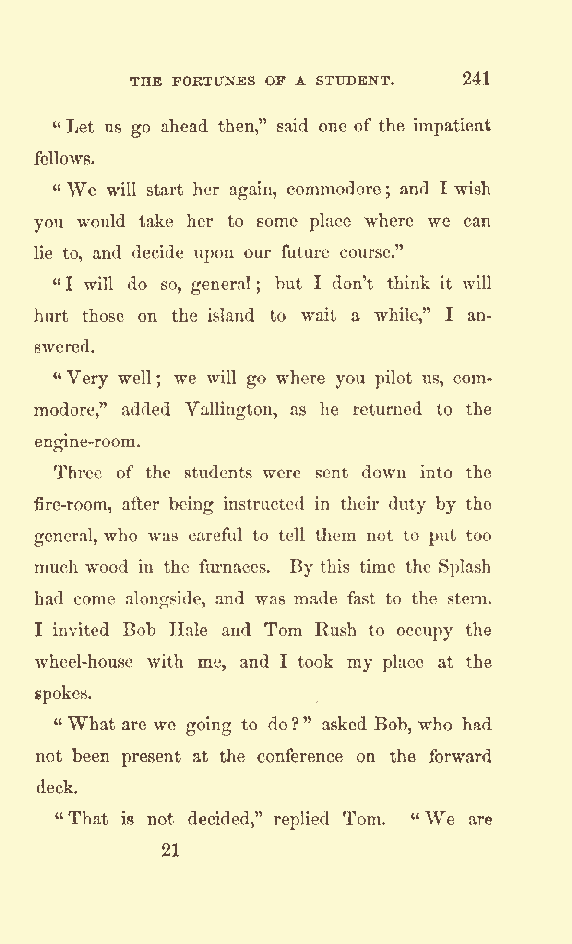 THE FORTUNES OF A STUDENT. 241
“Let us go ahead then,” said one of the impatient
fellows.
“We will start her again, commodore; and I wish
you would take her to some place where we can
lie to, and decide upon our future course.”
“I will do so, general; but I don’t think it will
hurt those on the island to wait a while,” I an-
swered.
“Very well; we will go where you pilot us, com-
modore,” added Vallington, as he returned to the
engine-room.
Three of the students were sent down into the
fire-room, after being instructed in their duty by the
general, who was careful to tell them not to put too
much wood in the furnaces. By this time the Splash
had come alongside, and was made fast to the stern.
I invited Bob Hale and Tom Rush to occupy the
wheel-house with me, and I took my place at the
spokes.
“What are we going to do?” asked Bob, who had
not been present at the conference on the forward
deck.
“That is not decided,” replied Tom. “We are
21